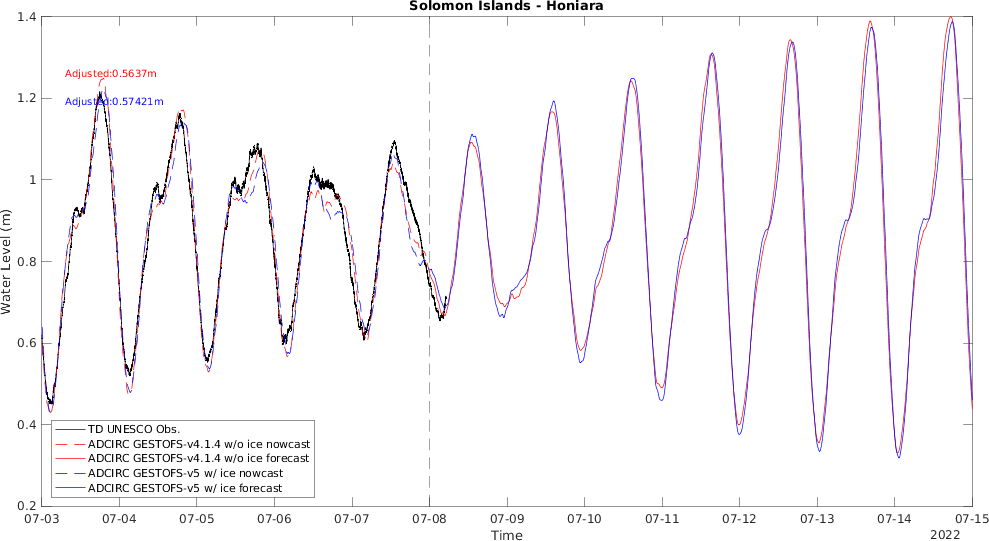 Solomon Islands - Honiara
1.4
1.2
1
0.8
0.6
0.4
0.2
Water Level (m)
Adjusted:0.5637m
Adjusted:0.57421m
TD UNESCO Obs.
ADCIRC GESTOFS-v4.1.4 w/o ice nowcast
ADCIRC GESTOFS-v4.1.4 w/o ice forecast
ADCIRC GESTOFS-v5 w/ ice nowcast
ADCIRC GESTOFS-v5 w/ ice forecast
07-03 07-04 07-05 07-06 07-07 07-08 07-09 07-10 07-11 07-12 07-13 07-14 07-15
Time
2022